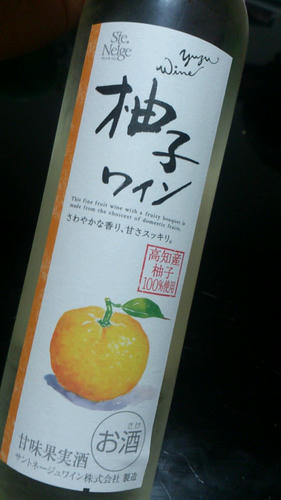 Ste.
Neige
Yuzu
Wine
柚子
ワイン
This fine fruit wine with a fruity bouquet is
made from the choicest of domestic fruits.
さわやかな香り、甘さスッキリ。
高知産
柚子
100%使用
さけ
お酒
甘味果実酒
サントネージュワイン株式会社 製造